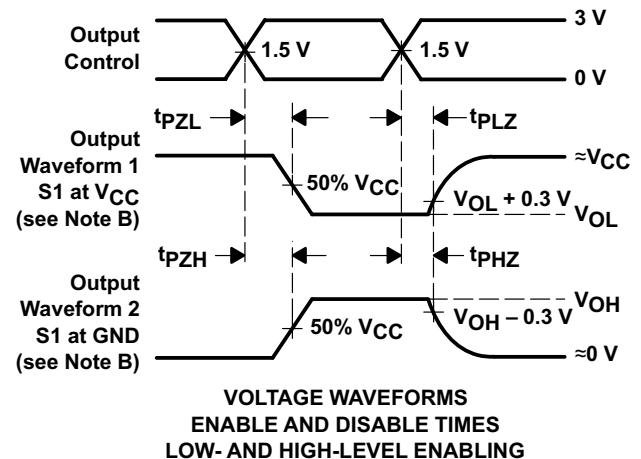 Output
Control
1.5 V
1.5 V
3 V
0 V
tPZL
tPLZ
Output
Waveform 1
S1 at VCC
(see Note B)
50% VCC
≈VCC
VOL + 0.3 V
VOL
tPZH
tPHZ
Output
Waveform 2
S1 at GND
(see Note B)
50% VCC
VOH
VOH – 0.3 V
≈0 V
VOLTAGE WAVEFORMS
ENABLE AND DISABLE TIMES
LOW- AND HIGH-LEVEL ENABLING